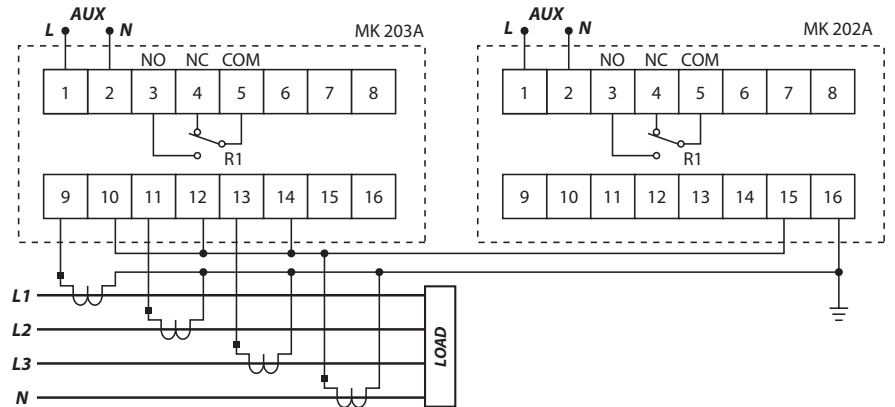 AUX AUX
L N MK 203A L N MK 202A
NO NC COM NO NC COM
1 2 3 4 5 6 7 8 1 2 3 4 5 6 7 8
R1 R1
9 10 11 12 13 14 15 16 9 10 11 12 13 14 15 16
L1
L2
L3
N
LOAD